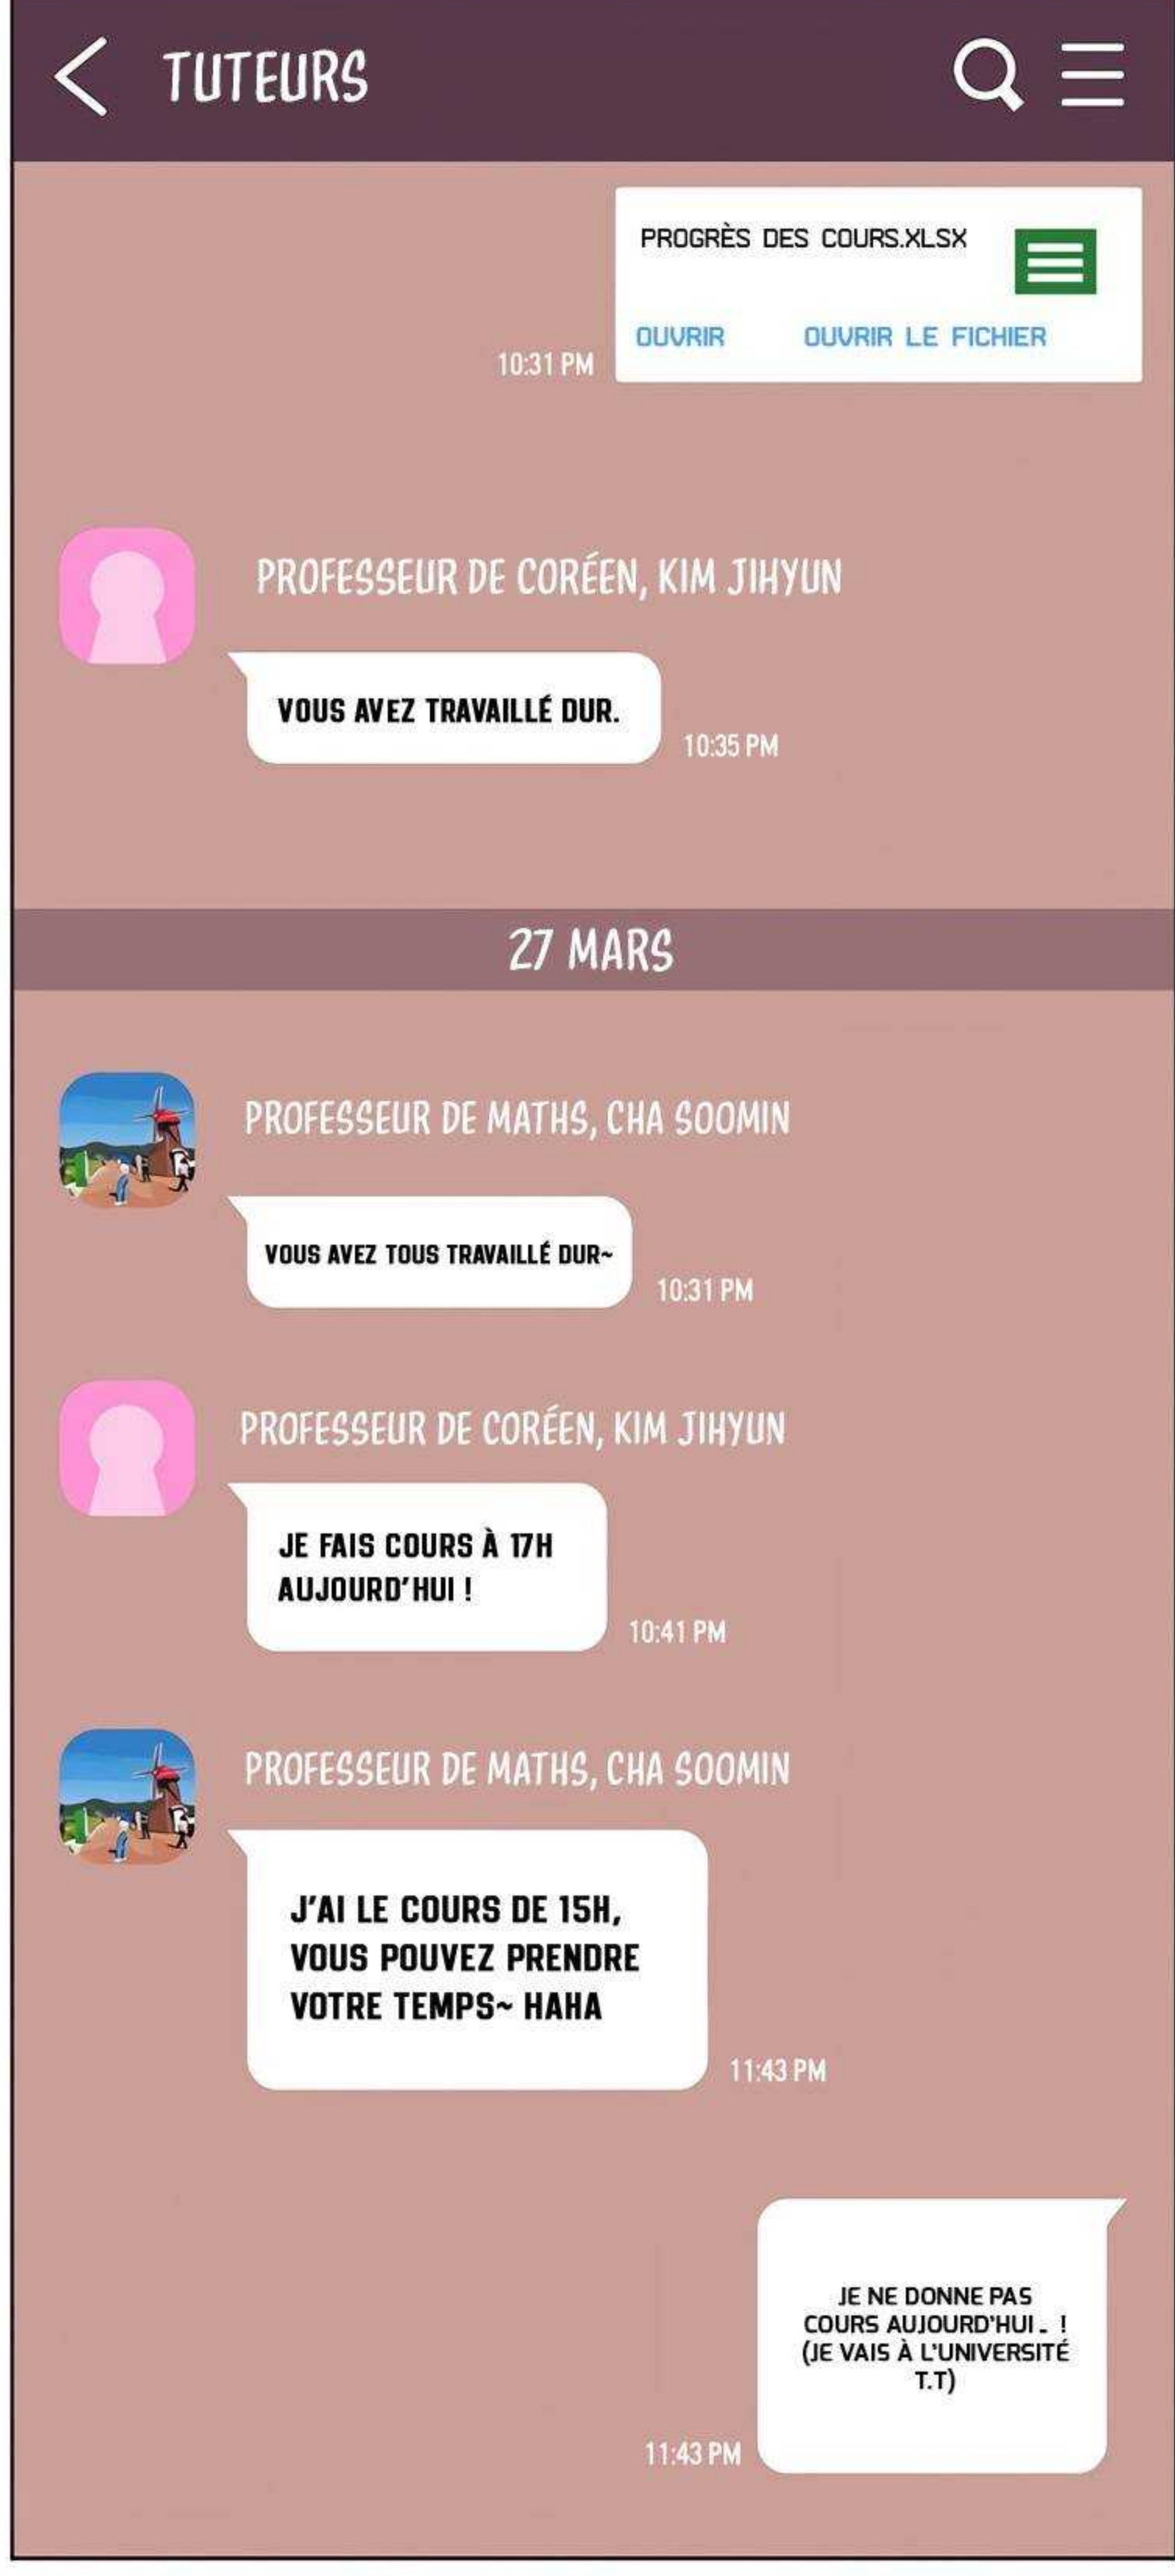 TUTEURS
PROGRÈS DES COURS.XLSX
OUVRIR OUVRIR LE FICHIER
10:31 PM
PROFESSEUR DE CORÉEN, KIM JIHYUN
VOUS AVEZ TRAVAILLÉ DUR.
10:35 PM
27 MARS
PROFESSEUR DE MATHS, CHA SOOMIN
VOUS AVEZ TOUS TRAVAILLÉ DUR~
10:31 PM
PROFESSEUR DE CORÉEN, KIM JIHYUN
JE FAIS COURS À 17H
AUJOURD'HUI !
10:41 PM
PROFESSEUR DE MATHS, CHA SOOMIN
J'AI LE COURS DE 15H,
VOUS POUVEZ PRENDRE
VOTRE TEMPS~ HAHA
11:43 PM
JE NE DONNE PAS
COURS AUJOURD'HUI.. !
(JE VAIS À L'UNIVERSITÉ
T.T)
11:43 PM